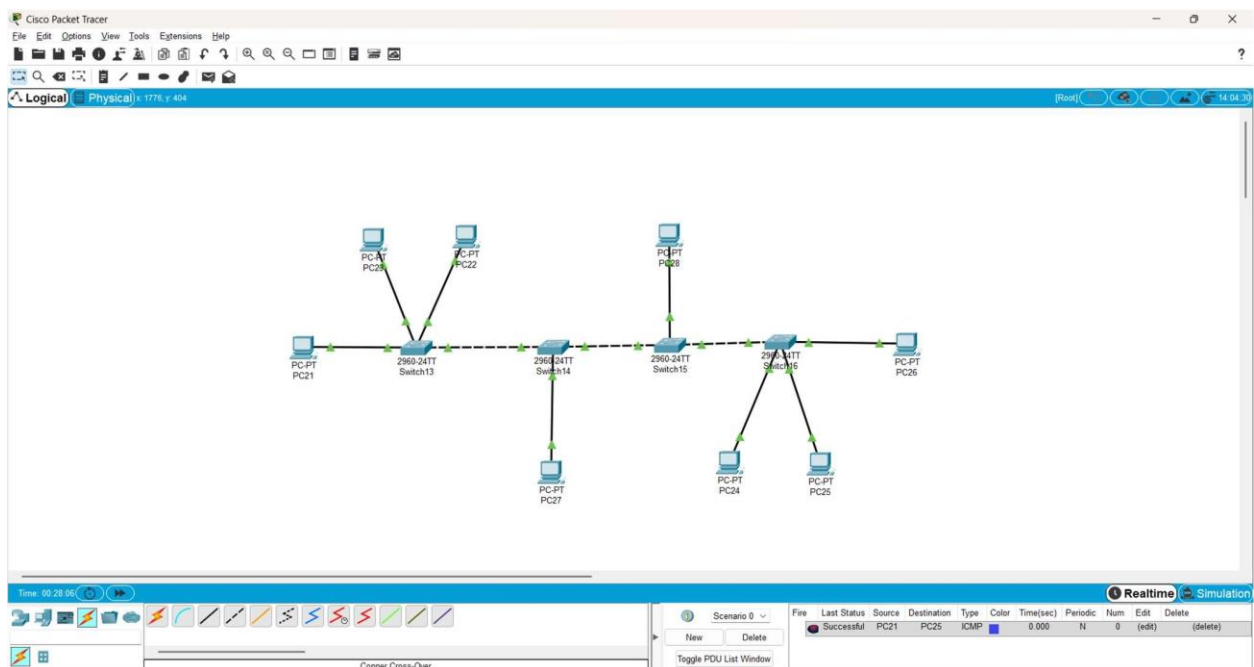 Cisco Packet Tracer
File Edit Options View Tools Extensions Help
?
Logical Physical x: 1776, y: 404 [Root] 14:04:30
PC-PT
PC22
PC-PT
PC28
PC-PT
PC-PT
PC21
2960-24TT
Switch13
2960-24TT
Switch14
2960-24TT
Switch15
2960-24TT
Switch16
PC-PT
PC26
PC-PT
PC27
PC-PT
PC24
PC-PT
PC25
Time: 00:28:06 Realtime Simulation
Scenario 0 Fire Last Status Source Destination Type Color Time(sec) Periodic Num Edit Delete
New Delete Successful PC21 PC25 ICMP 0.000 N 0 (edit) (delete)
Toggle PDU List Window
Copper Cross-Over